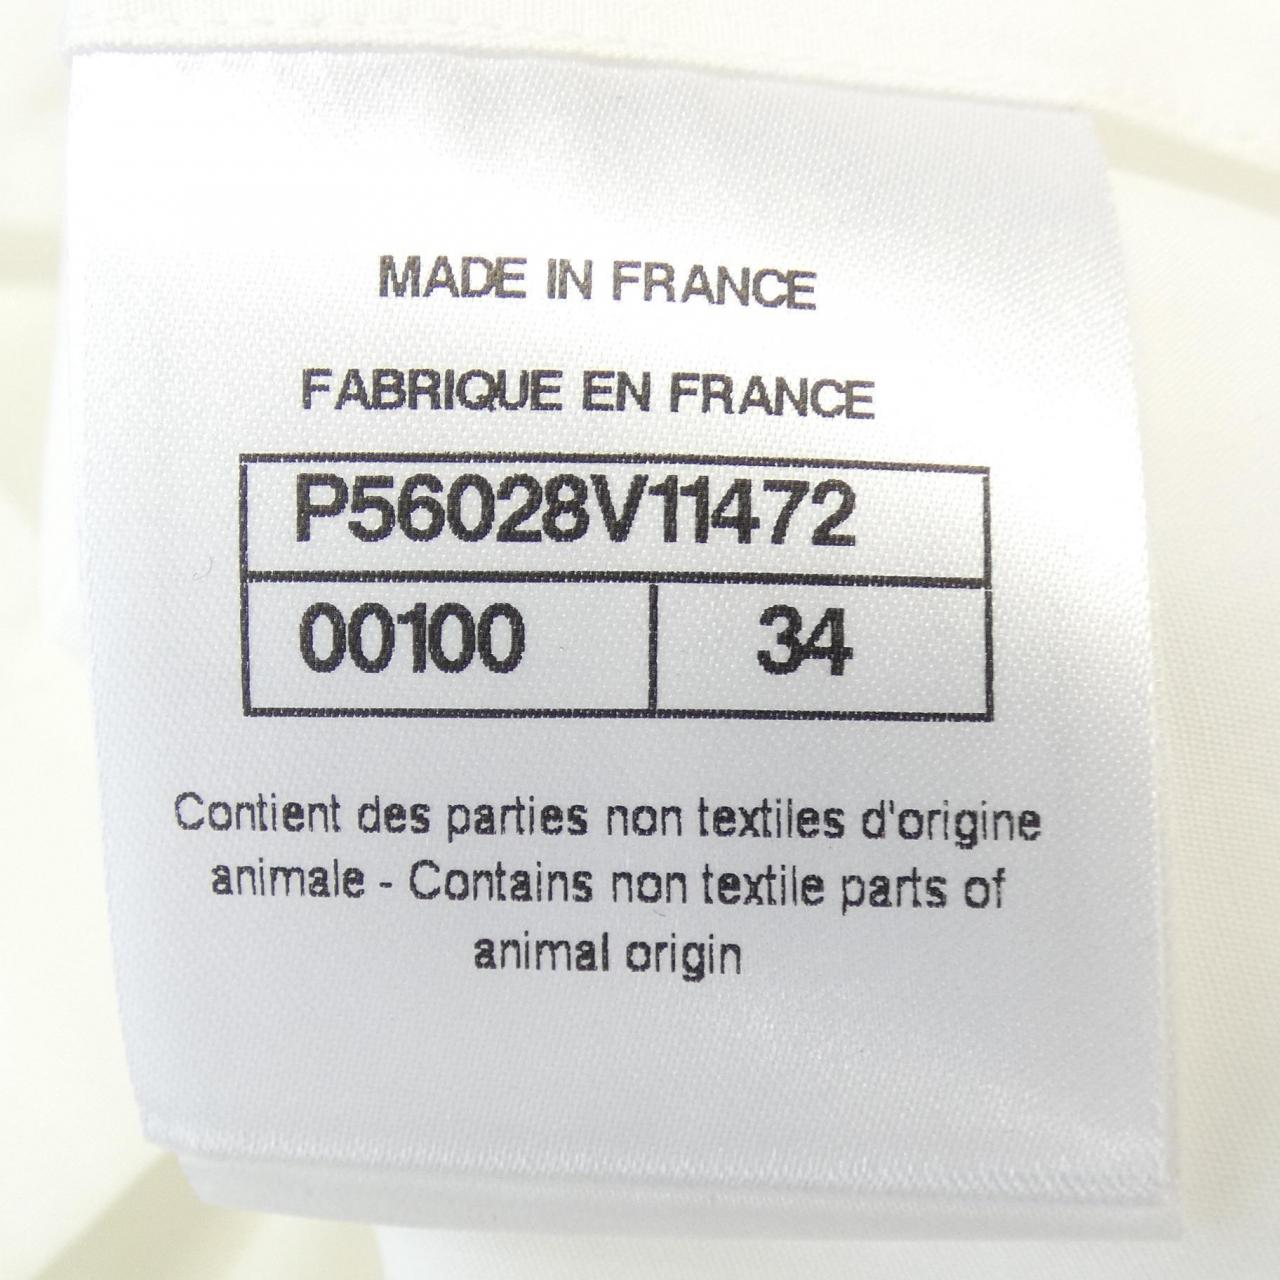 MADE IN FRANCE
FABRIQUE EN FRANCE
P56028V11472
00100 34
Contient des parties non textiles d'origine
animale - Contains non textile parts of
animal origin